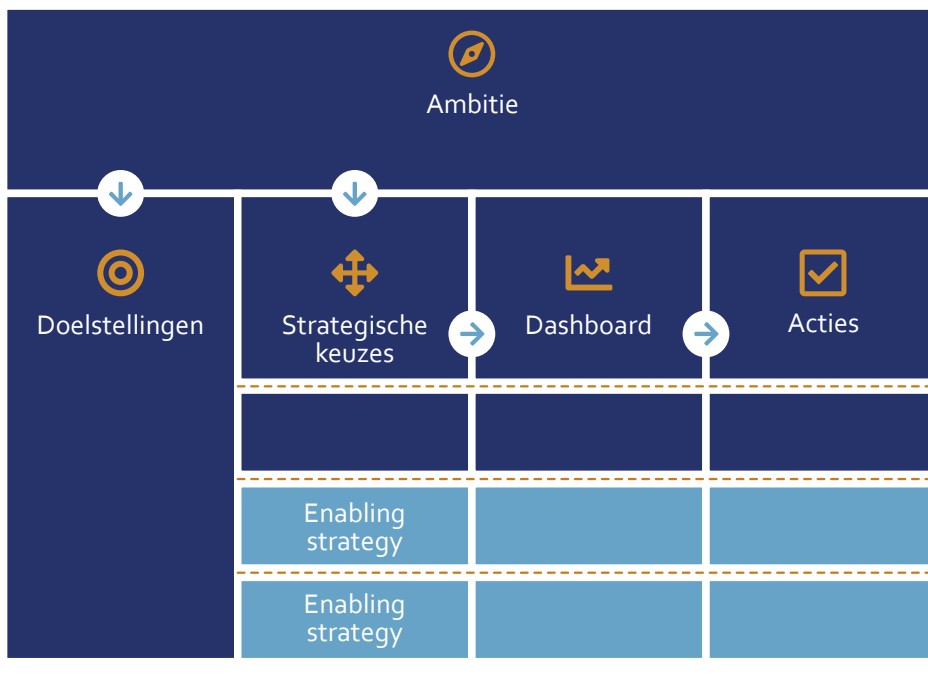 Ambitie
Doelstellingen
Strategische
keuzes
Dashboard
Acties
Enabling
strategy
Enabling
strategy